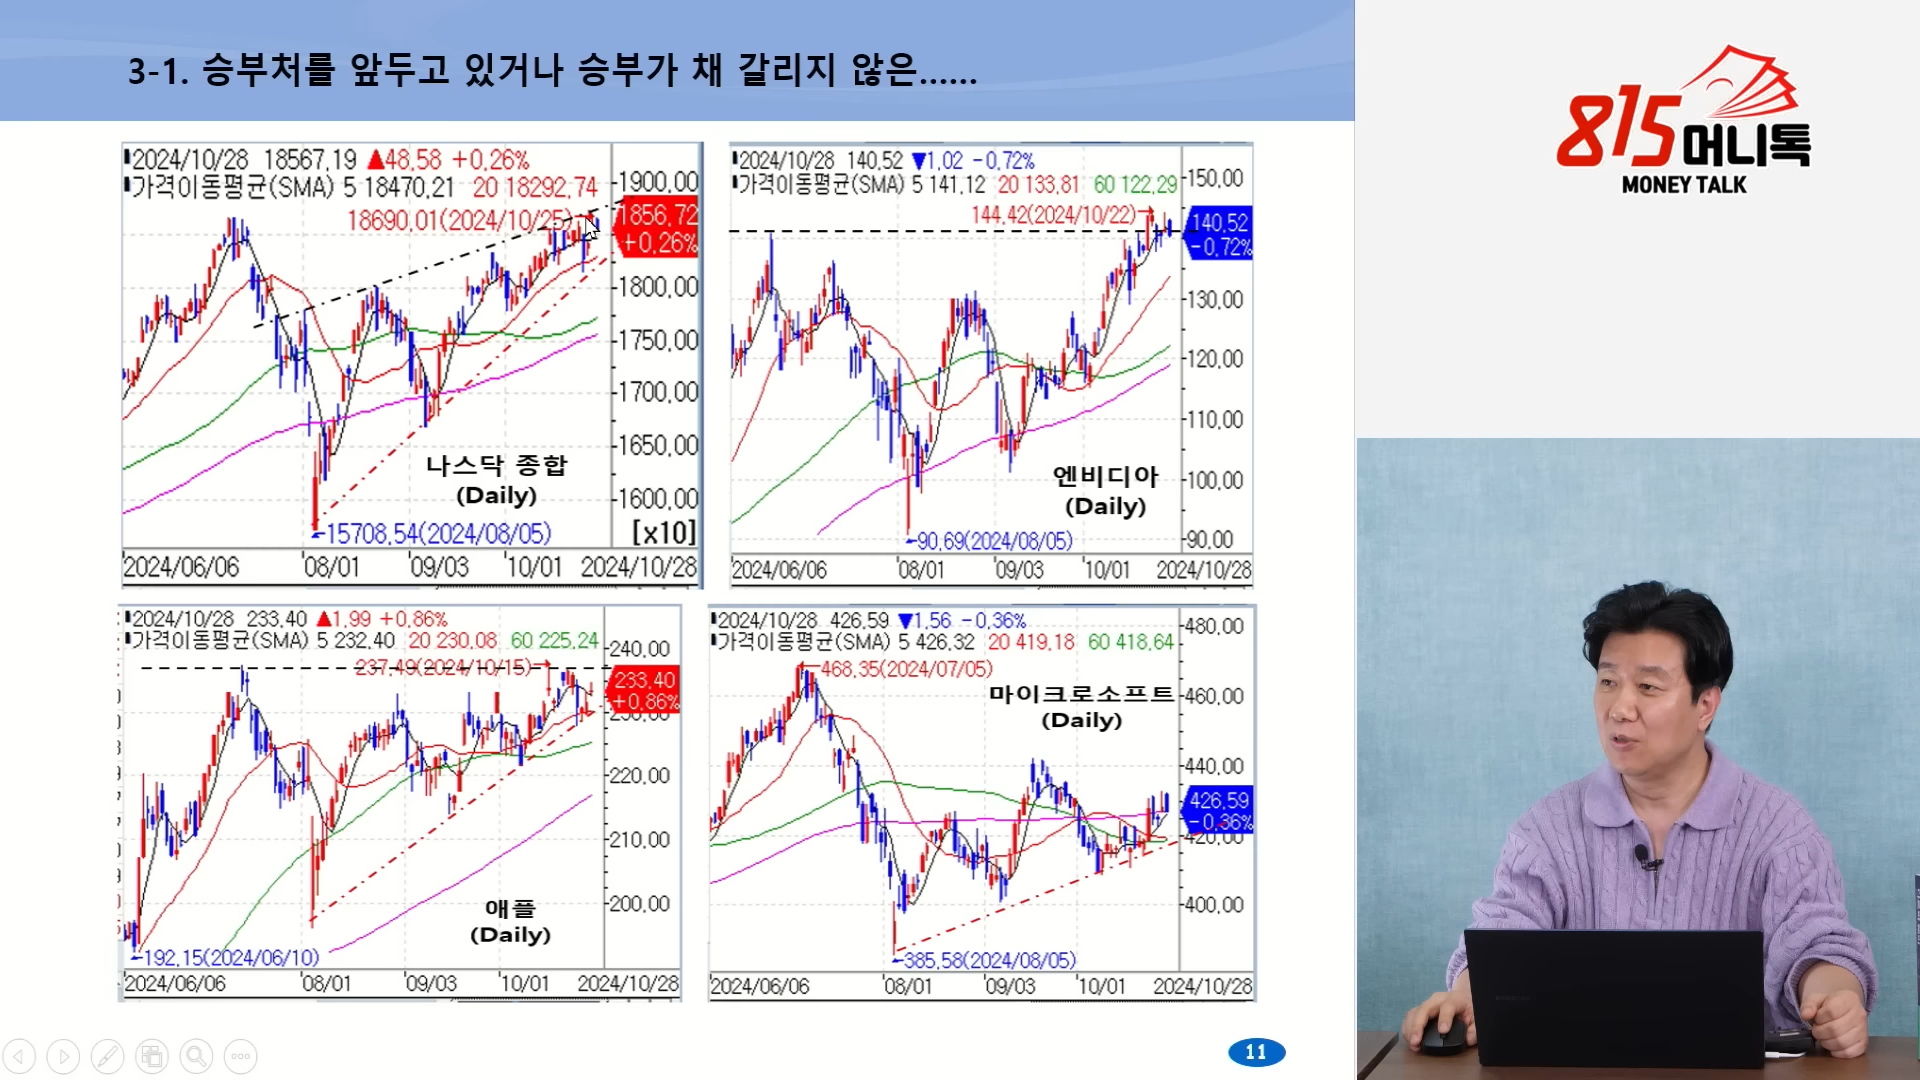 3-1. 승부처를 앞두고 있거나 승부가 채 갈리지 않은......
2024/10/28 18567.19 ▲48.58 +0.26%
가격이동평균(SMA) 5 18470.21 20 18292.74
18690.01(2024/10/25)
1900.00
1856.72
+0.26%
1800.00
1750.00
1700.00
1650.00
1600.00
[x10]
나스닥 종합
(Daily)
15708.54(2024/08/05)
2024/06/06 08/01 09/03 10/01 2024/10/28
2024/10/28 140.52 ▼1.02 -0.72%
가격이동평균(SMA) 5 141.12 20 133.81 60 122.29
144.42(2024/10/22)
150.00
140.52
-0.72%
130.00
120.00
110.00
100.00
90.00
엔비디아
(Daily)
90.69(2024/08/05)
2024/06/06 08/01 09/03 10/01 2024/10/28
2024/10/28 233.40 ▲1.99 +0.86%
가격이동평균(SMA) 5 232.40 20 230.08 60 225.24
237.49(2024/10/15)
240.00
233.40
+0.86%
220.00
210.00
200.00
애플
(Daily)
192.15(2024/06/10)
2024/06/06 08/01 09/03 10/01 2024/10/28
2024/10/28 426.59 ▼1.56 -0.36%
가격이동평균(SMA) 5 426.32 20 419.18 60 418.64
468.35(2024/07/05)
480.00
460.00
440.00
426.59
-0.36%
420.00
400.00
마이크로소프트
(Daily)
385.58(2024/08/05)
2024/06/06 08/01 09/03 10/01 2024/10/28
11
815머니톡
MONEY TALK